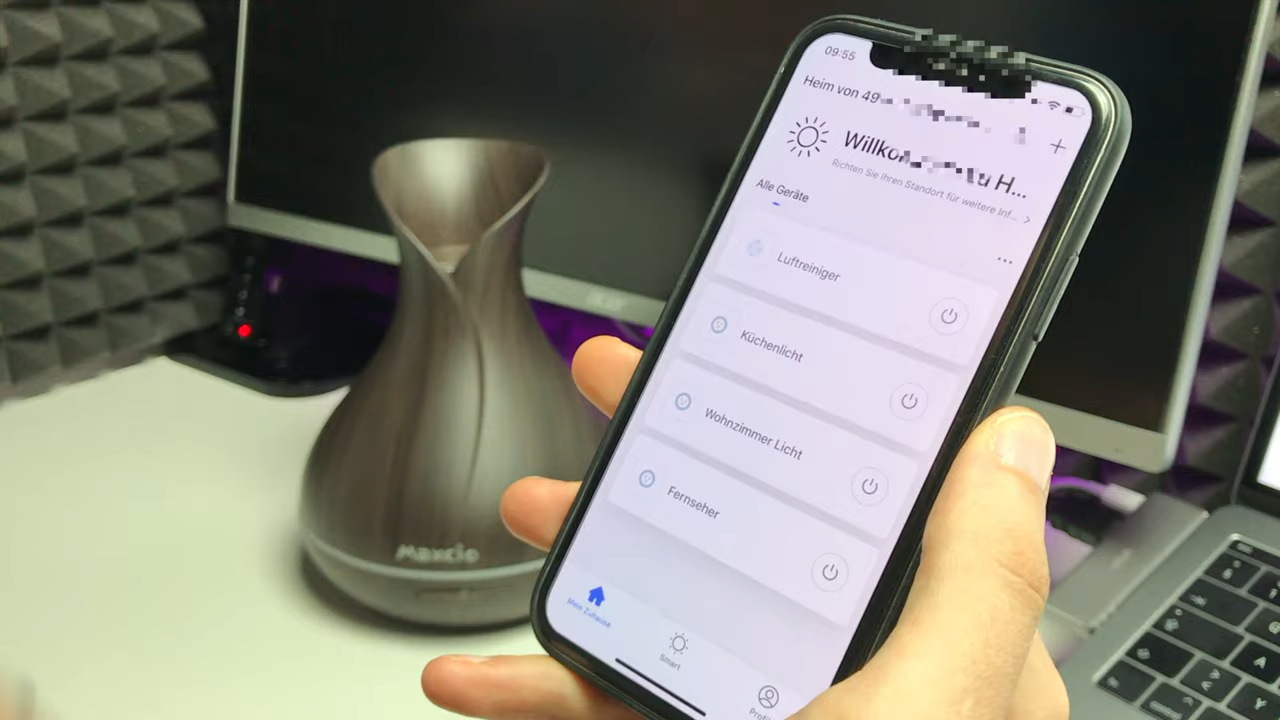 09:55
Heim von 49
H...
Richten Sie Ihren Standort für weitere Inf... >
Alle Geräte
Luftreiniger
Küchenlicht
Wohnzimmer Licht
Fernseher
Mein Zuhause
Smart
Maxcio